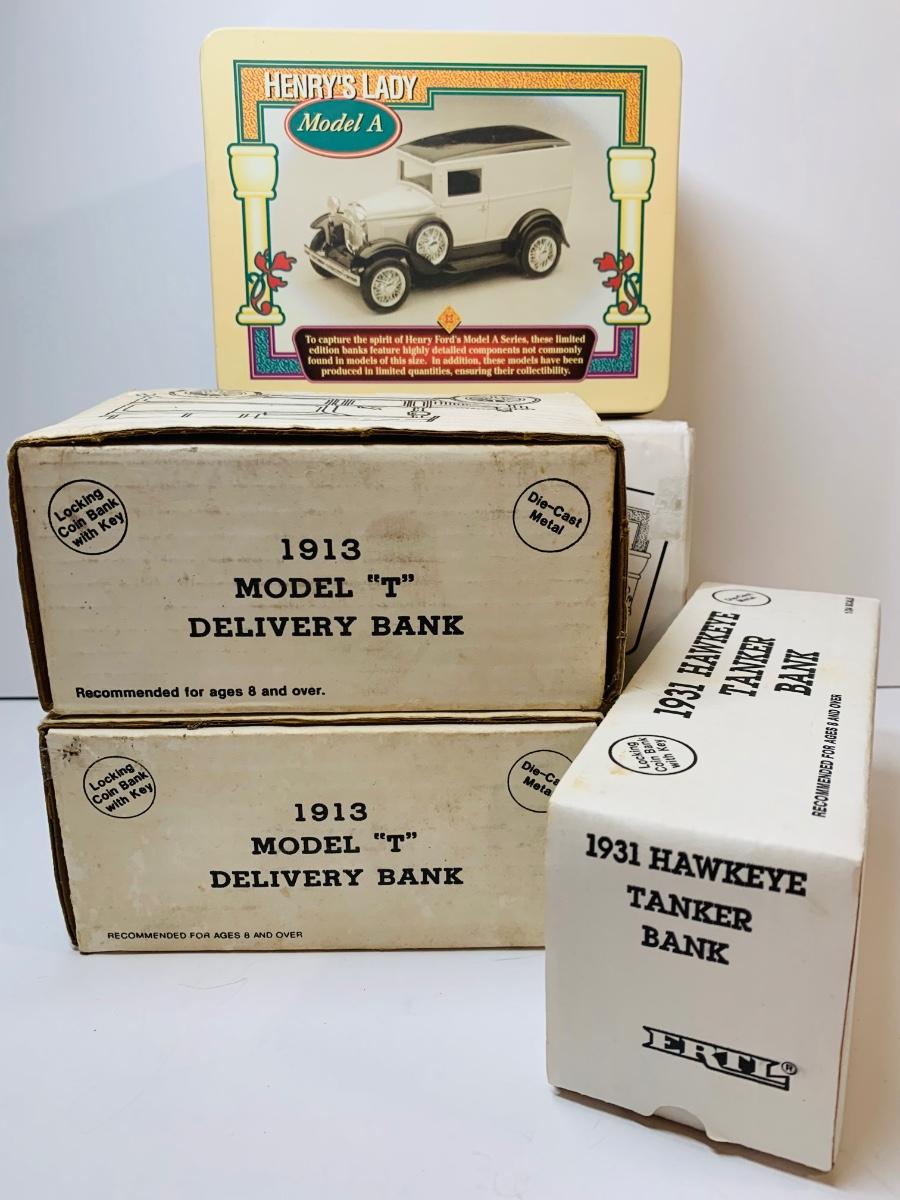 HENRY'S LADY
Model A
To capture the spirit of Henry Ford's Model A Series, these limited
edition banks feature highly detailed components not commonly
found in models of this size. In addition, these models have been
produced in limited quantities, ensuring their collectibility.
Locking
Coin Bank
with Key
Die-Cast
Metal
1913
MODEL "T"
DELIVERY BANK
Recommended for ages 8 and over.
Locking
Coin Bank
with Key
Die-Ca
Meta
1913
MODEL "T"
DELIVERY BANK
RECOMMENDED FOR AGES 8 AND OVER
1931 HAWKEYE
TANKER
BANK
Locking
Coin Bank
with Key
RECOMMENDED FOR AGES 8 AND OVER
1931 HAWKEYE
TANKER
BANK
ERTL®